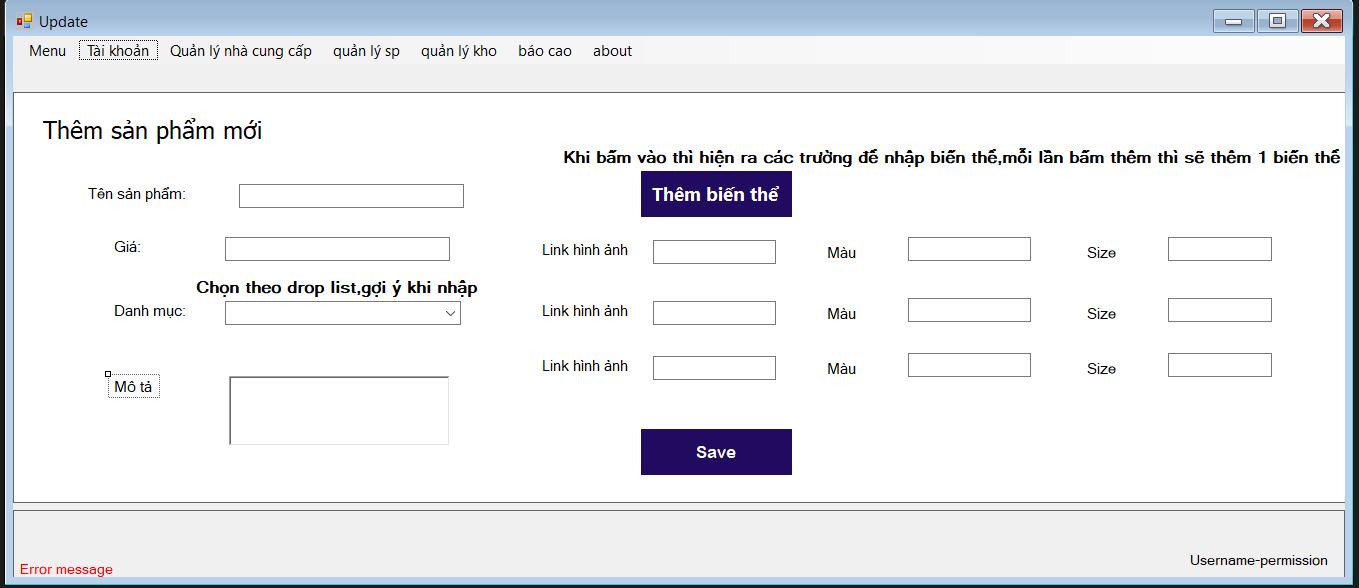 Update
Menu Tài khoản Quản lý nhà cung cấp quản lý sp quản lý kho báo cao about
Thêm sản phẩm mới
Khi bấm vào thì hiện ra các trường để nhập biến thể,mỗi lần bấm thêm thì sẽ thêm 1 biến thể
Tên sản phẩm:
Thêm biến thể
Giá:
Link hình ảnh Màu Size
Chọn theo drop list,gợi ý khi nhập
Danh mục:
Link hình ảnh Màu Size
Link hình ảnh Màu Size
Mô tả
Save
Username-permission
Error message